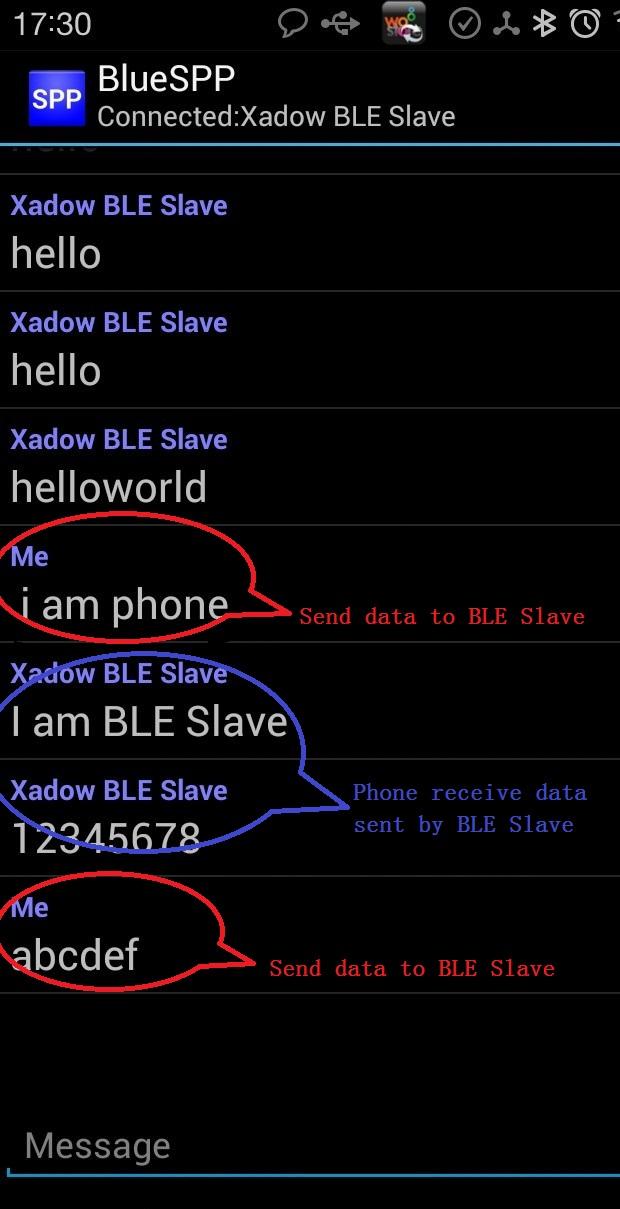 17:30
SPP
BlueSPP
Connected:Xadow BLE Slave
Xadow BLE Slave
hello
Xadow BLE Slave
hello
Xadow BLE Slave
helloworld
Me
i am phone
Send data to BLE Slave
Xadow BLE Slave
I am BLE Slave
Xadow BLE Slave
12345678
Phone receive data
sent by BLE Slave
Me
abcdef
Send data to BLE Slave
Message